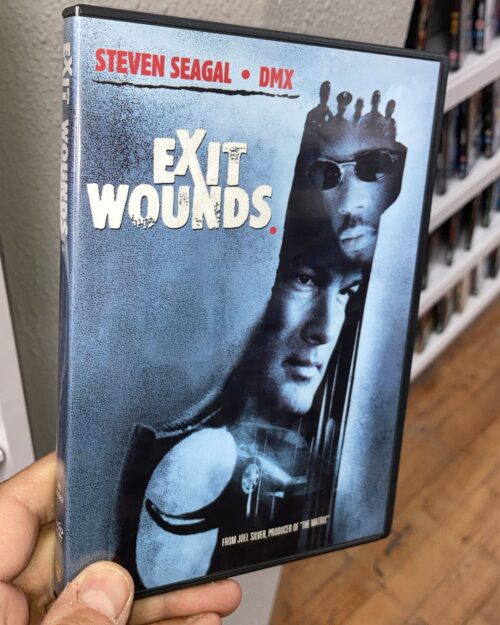 EXIT WOUNDS
STEVEN SEAGAL • DMX
EXIT
WOUNDS.
FROM JOEL SILVER, PRODUCER OF "THE MATRIX"